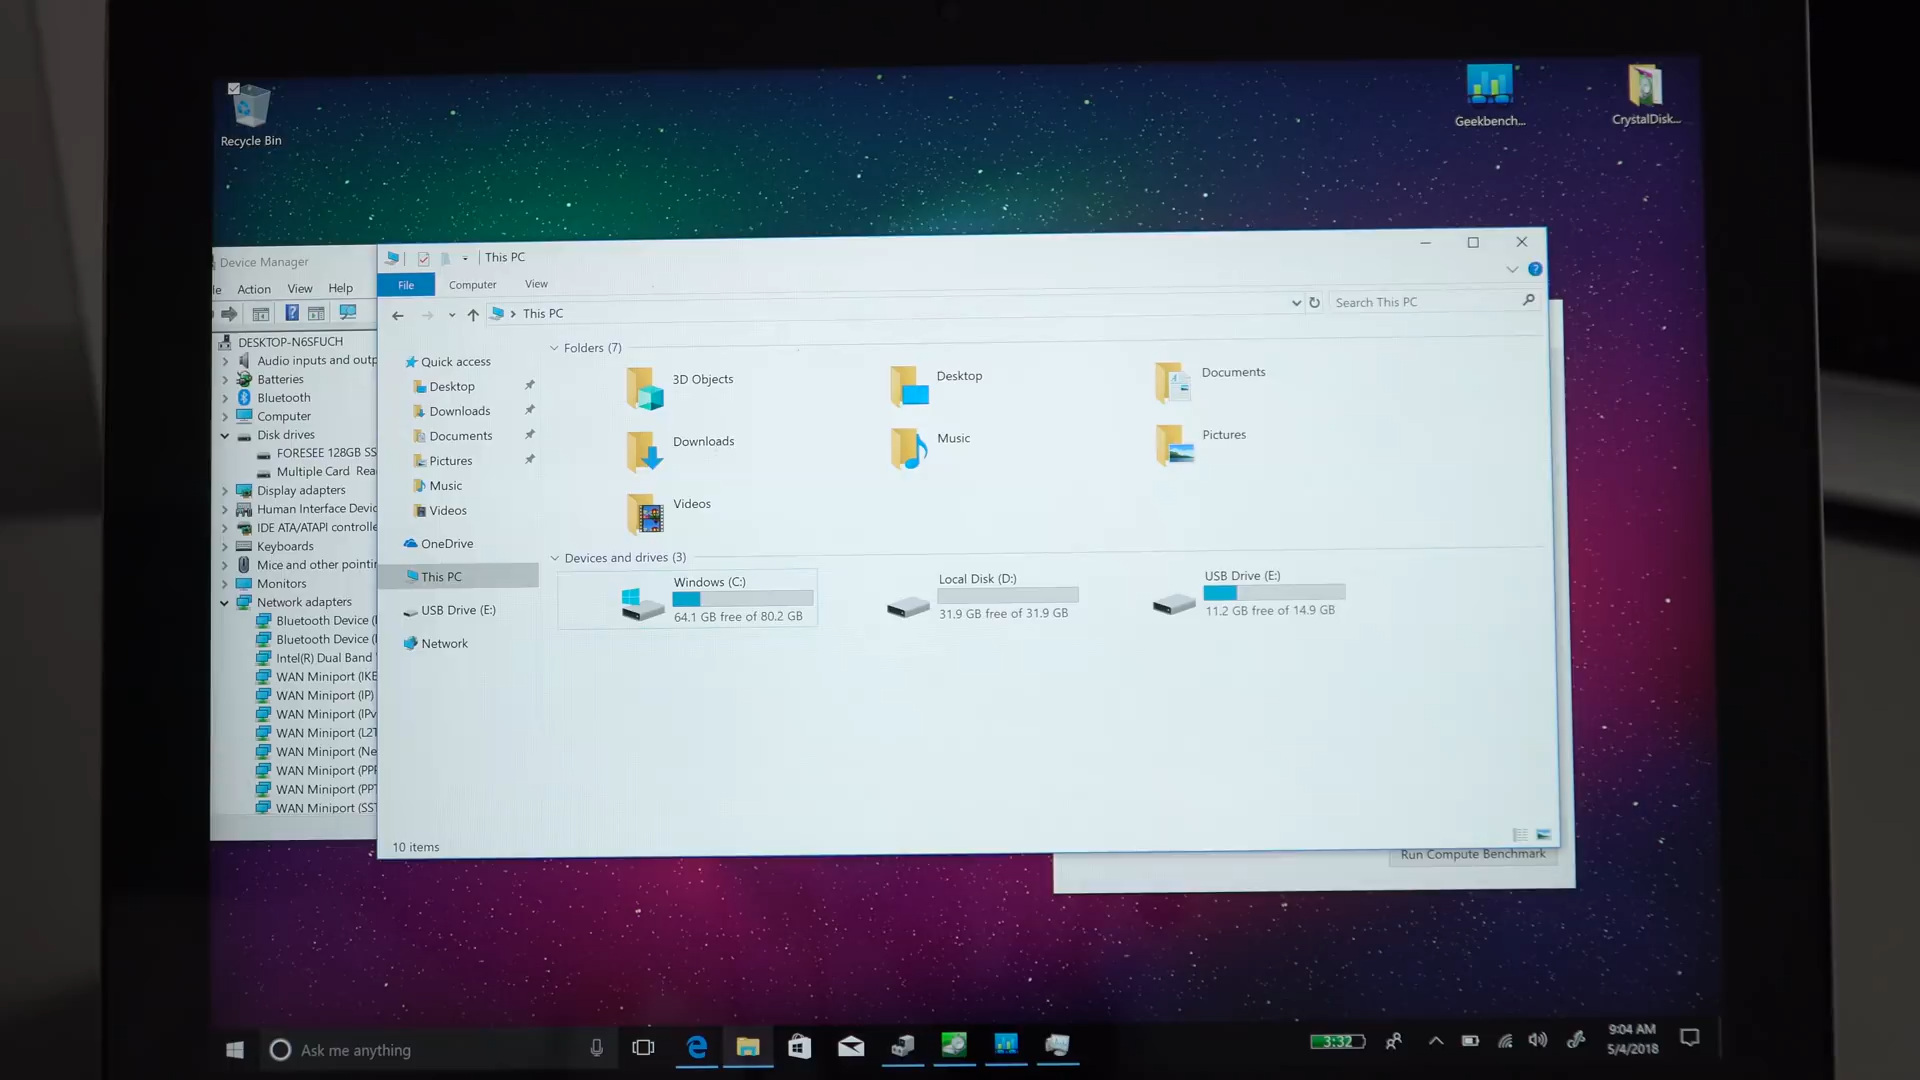 Recycle Bin
Geekbench...
CrystalDisk...
Device Manager
Action View Help
DESKTOP-N6SFUCH
Audio inputs and outp
Batteries
Bluetooth
Computer
Disk drives
FORESEE 128GB SS
Multiple Card Rea
Display adapters
Human Interface Devic
IDE ATA/ATAPI controlle
Keyboards
Mice and other pointin
Monitors
Network adapters
Bluetooth Device (
Bluetooth Device (
Intel(R) Dual Band
WAN Miniport (IKE
WAN Miniport (IP)
WAN Miniport (IPv
WAN Miniport (L2T
WAN Miniport (Ne
WAN Miniport (PPP
WAN Miniport (PPT
WAN Miniport (SST
This PC
File Computer View
This PC
Search This PC
Quick access
Desktop
Downloads
Documents
Pictures
Music
Videos
OneDrive
This PC
USB Drive (E:)
Network
Folders (7)
3D Objects
Desktop
Documents
Downloads
Music
Pictures
Videos
Devices and drives (3)
Windows (C:)
64.1 GB free of 80.2 GB
Local Disk (D:)
31.9 GB free of 31.9 GB
USB Drive (E:)
11.2 GB free of 14.9 GB
10 items
Run Compute Benchmark
Ask me anything
3:32
9:04 AM
5/4/2018